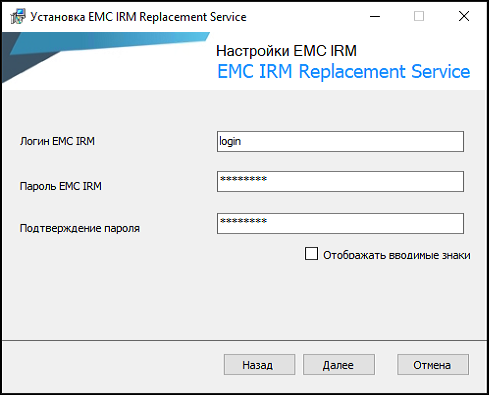 Установка EMC IRM Replacement Service
Настройки EMC IRM
EMC IRM Replacement Service
Логин EMC IRM
login
Пароль EMC IRM
********
Подтверждение пароля
********
Отображать вводимые знаки
Назад
Далее
Отмена